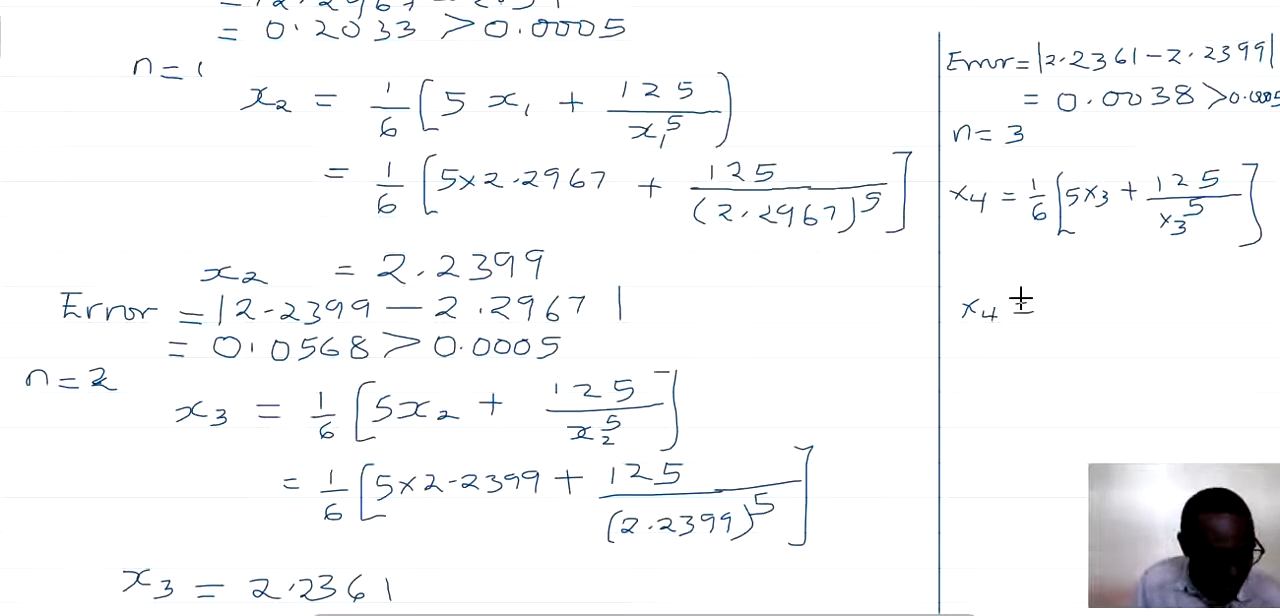 = 0.2033 > 0.0005
n = 1
x₂ = 1/6 [5 x₁ + 125/x₁⁵]
= 1/6 [5×2.2967 + 125/(2.2967)⁵]
x₂ = 2.2399
Error = |2.2399 – 2.2967|
= 0.0568 > 0.0005
n = 2
x₃ = 1/6 [5x₂ + 125/x₂⁵]
= 1/6 [5×2.2399 + 125/(2.2399)⁵]
x₃ = 2.2361
Error = |2.2361 – 2.2399|
= 0.0038 > 0.0005
n = 3
x₄ = 1/6 [5x₃ + 125/x₃⁵]
x₄ =